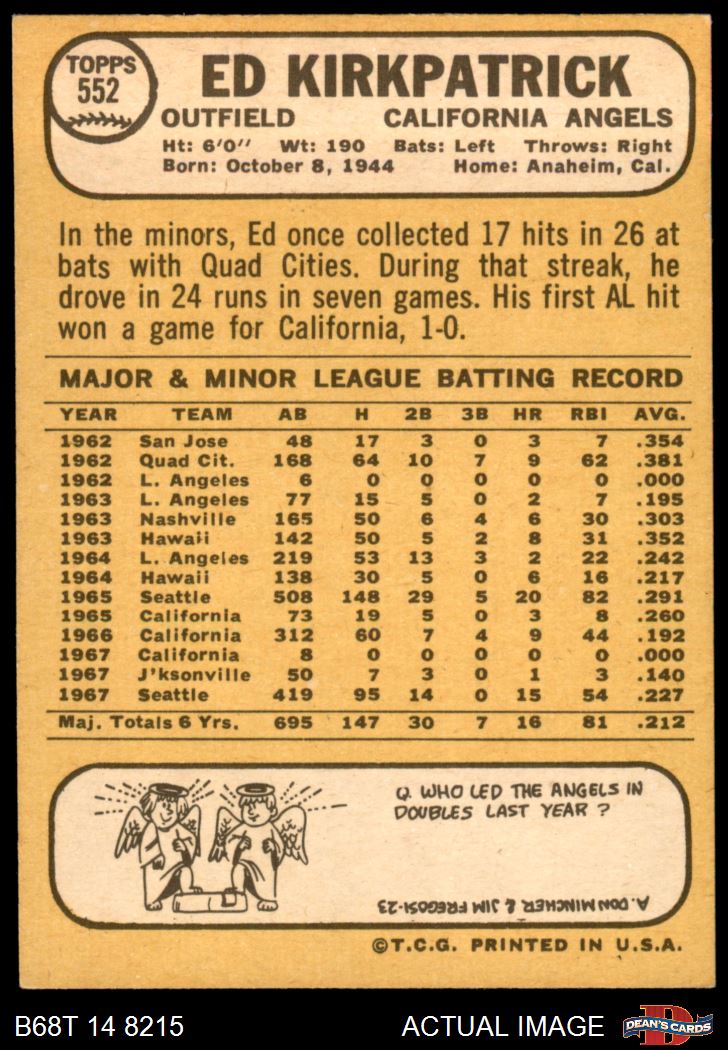 TOPPS
552
ED KIRKPATRICK
OUTFIELD CALIFORNIA ANGELS
Ht: 6'0'' Wt: 190 Bats: Left Throws: Right
Born: October 8, 1944 Home: Anaheim, Cal.
In the minors, Ed once collected 17 hits in 26 at
bats with Quad Cities. During that streak, he
drove in 24 runs in seven games. His first AL hit
won a game for California, 1-0.
MAJOR & MINOR LEAGUE BATTING RECORD
YEAR TEAM AB H 2B 3B HR RBI AVG.
1962 San Jose 48 17 3 0 3 7 .354
1962 Quad Cit. 168 64 10 7 9 62 .381
1962 L. Angeles 6 0 0 0 0 0 .000
1963 L. Angeles 77 15 5 0 2 7 .195
1963 Nashville 165 50 6 4 6 30 .303
1963 Hawaii 142 50 5 2 8 31 .352
1964 L. Angeles 219 53 13 3 2 22 .242
1964 Hawaii 138 30 5 0 6 16 .217
1965 Seattle 508 148 29 5 20 82 .291
1965 California 73 19 5 0 3 8 .260
1966 California 312 60 7 4 9 44 .192
1967 California 8 0 0 0 0 0 .000
1967 J'ksonville 50 7 3 0 1 3 .140
1967 Seattle 419 95 14 0 15 54 .227
Maj. Totals 6 Yrs. 695 147 30 7 16 81 .212
Q. WHO LED THE ANGELS IN
DOUBLES LAST YEAR ?
A. DON MINCHER & JIM FREGOSI-23
©T.C.G. PRINTED IN U.S.A.
B68T 14 8215 ACTUAL IMAGE
D
DEAN'S CARDS